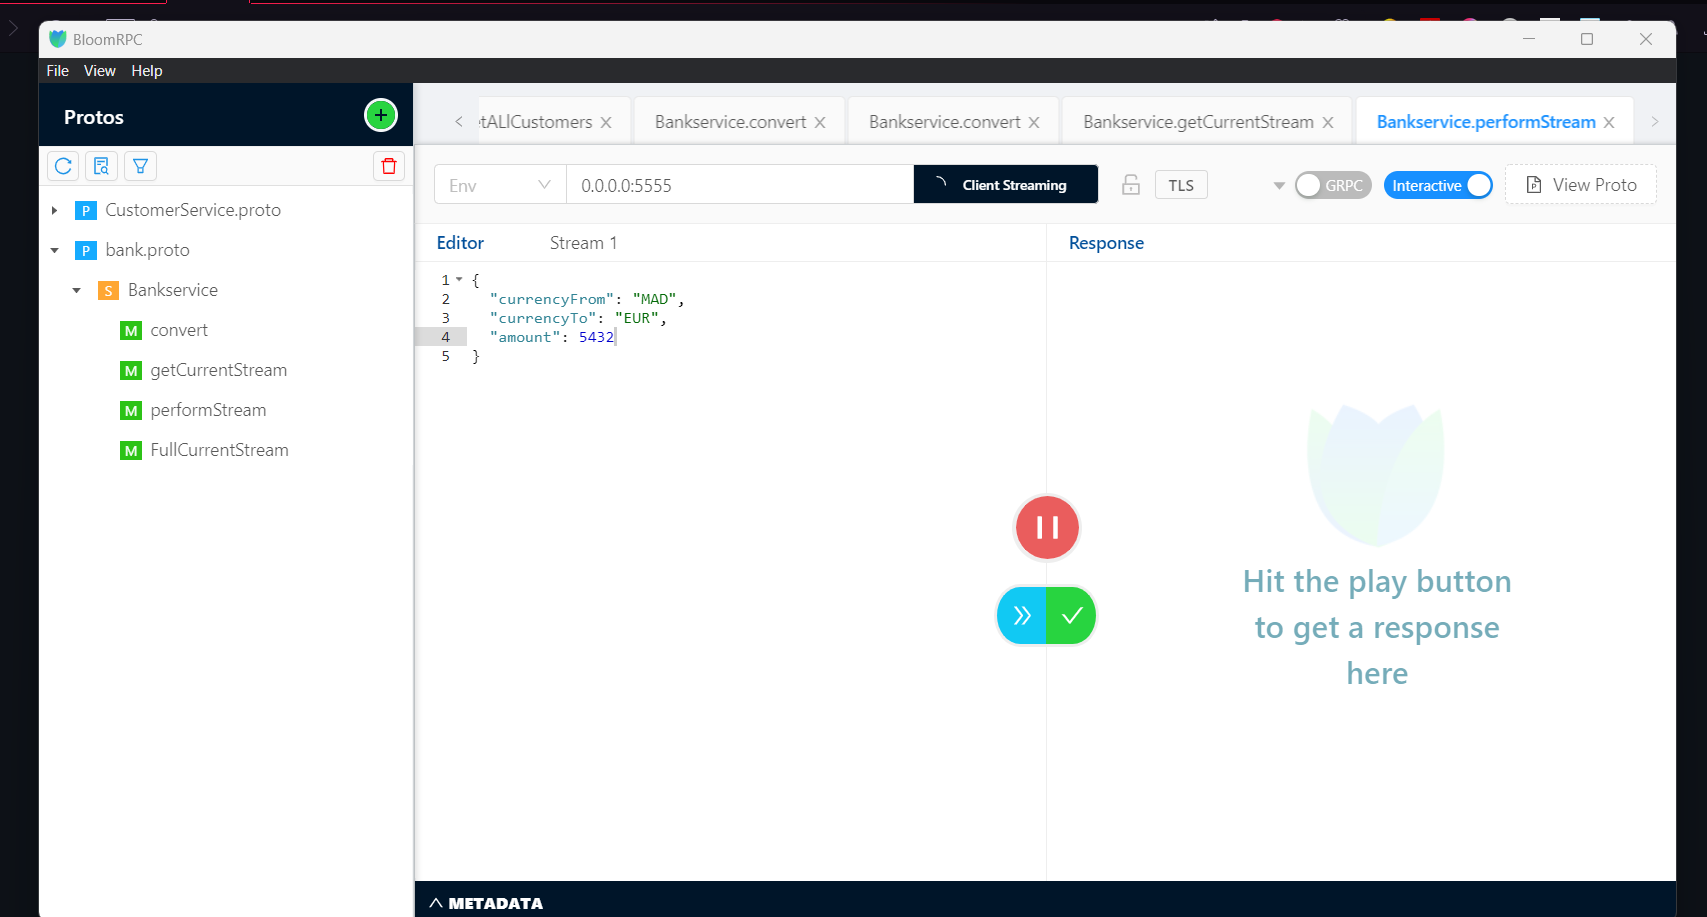 BloomRPC
File View Help
Protos
etALlCustomers
Bankservice.convert
Bankservice.convert
Bankservice.getCurrentStream
Bankservice.performStream
Env
0.0.0.0:5555
Client Streaming
TLS
GRPC
Interactive
View Proto
P CustomerService.proto
P bank.proto
S Bankservice
M convert
M getCurrentStream
M performStream
M FullCurrentStream
Editor
Stream 1
1 {
2 "currencyFrom": "MAD",
3 "currencyTo": "EUR",
4 "amount": 5432
5 }
Response
Hit the play button
to get a response
here
METADATA